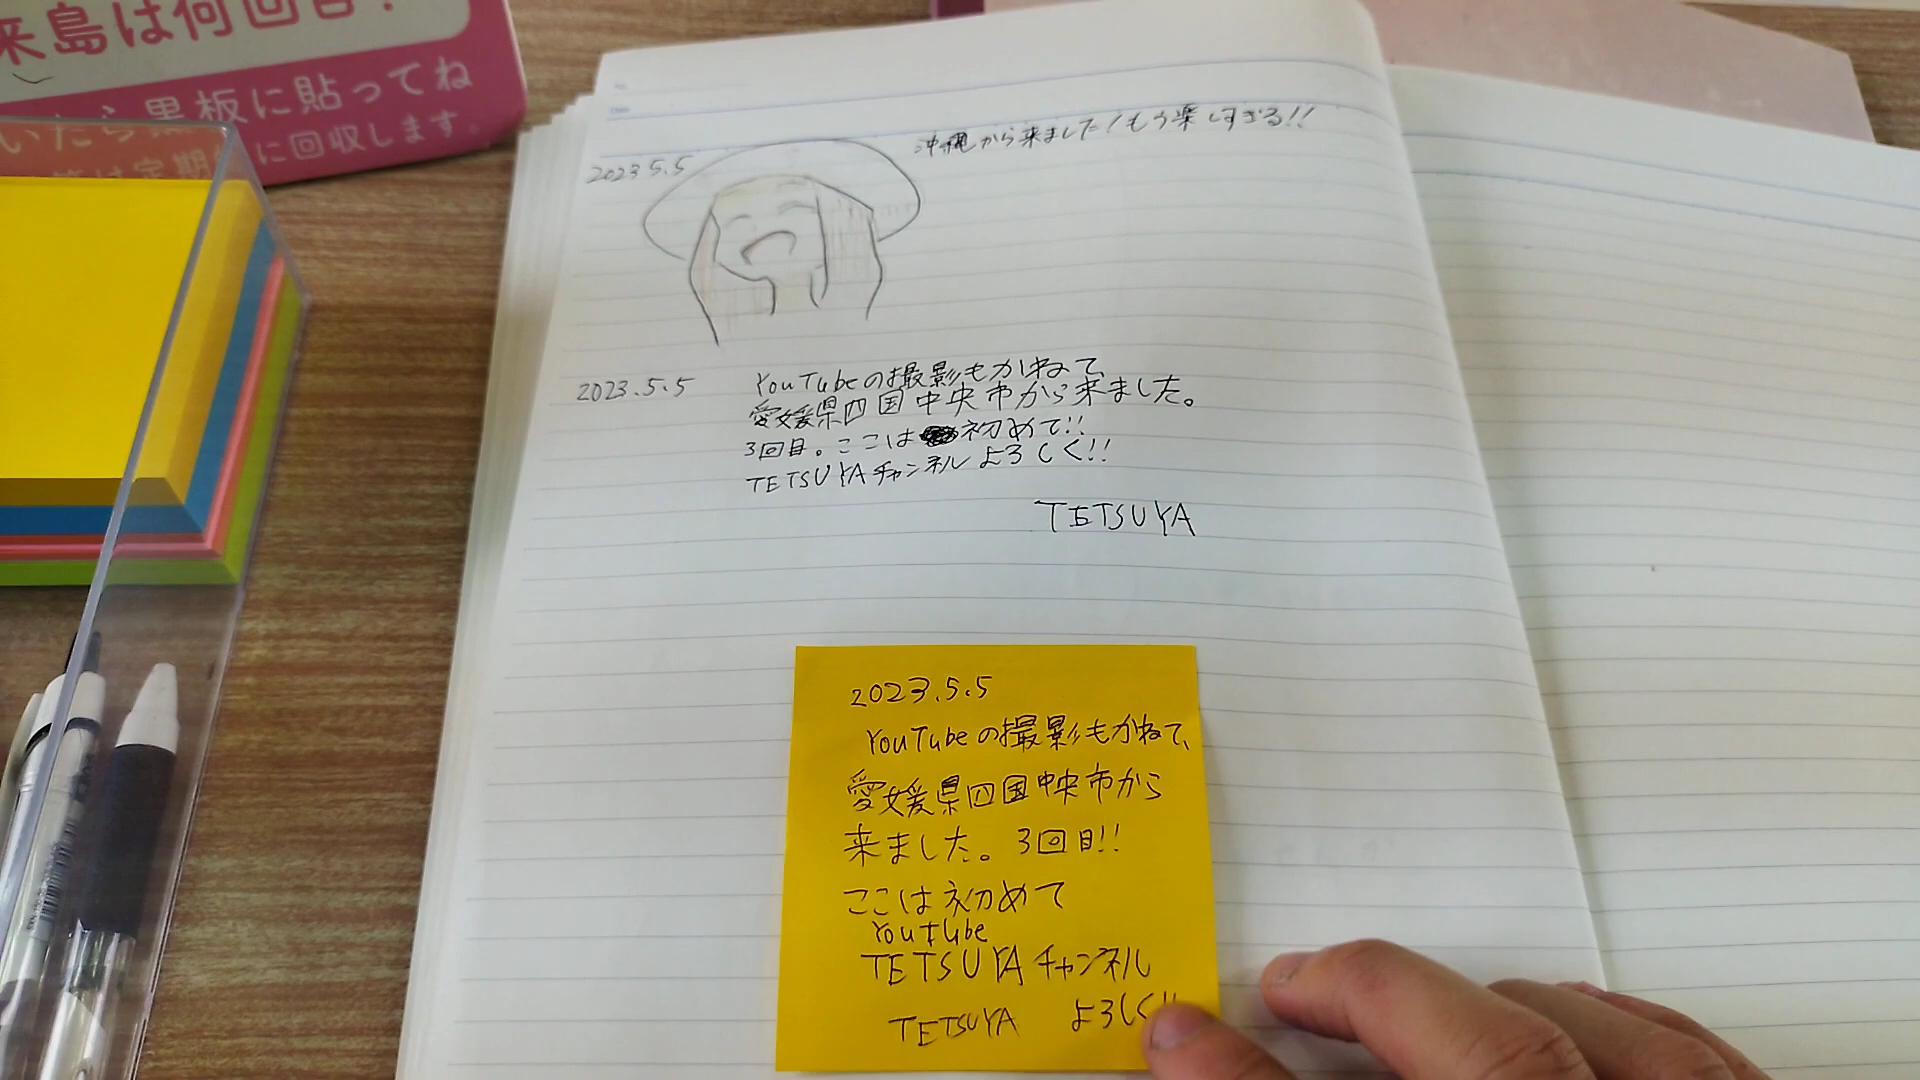 来島は何回目?
いたら黒板に貼ってね
に回収します。
2023.5.5
沖縄から来ました!もう楽しすぎる!!
2023.5.5
YouTubeの撮影もかねて、
愛媛県四国中央市から来ました。
3回目。ここは初めて!!
TETSUYAチャンネルよろしく!!
TETSUYA
2023.5.5
YouTubeの撮影もかねて、
愛媛県四国中央市から
来ました。3回目!!
ここは初めて
YouTube
TETSUYAチャンネル
TETSUYA よろしく!!